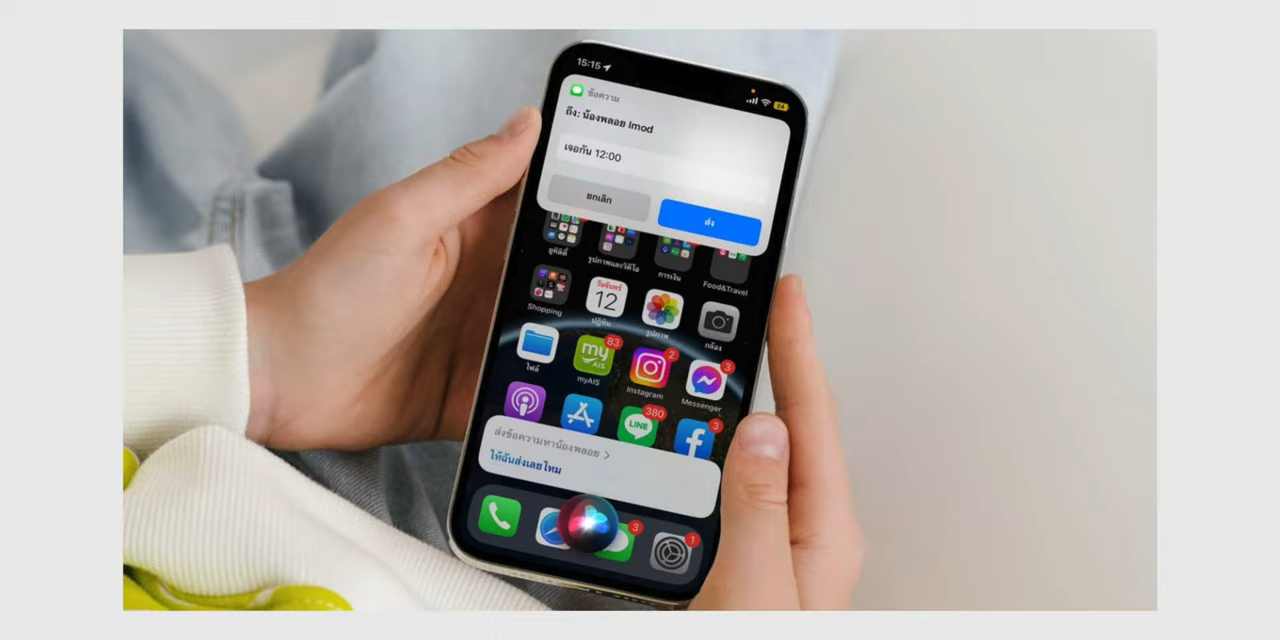 15:15
24
ข้อความ
ถึง: น้องพลอย Imod
เจอกัน 12:00
ยกเลิก
ส่ง
ยูทิลิตี้
รูปภาพและวิดีโอ
การเงิน
Food&Travel
Shopping
วันจันทร์
12
ปฏิทิน
รูปภาพ
กล้อง
ไฟล์
83
my
AIS
myAIS
2
Instagram
3
Messenger
380
LINE
3
ส่งข้อความหาน้องพลอย >
ให้ฉันส่งเลยไหม
3
1